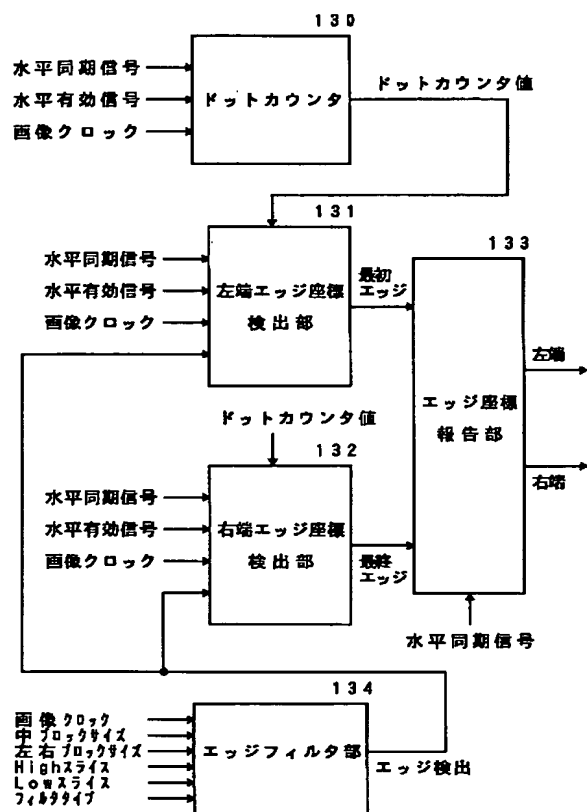 130
水平同期信号
水平有効信号
画像クロック
ドットカウンタ
ドットカウンタ値
131
水平同期信号
水平有効信号
画像クロック
左端エッジ座標
検出部
最初
エッジ
133
エッジ座標
報告部
左端
右端
水平同期信号
ドットカウンタ値
132
水平同期信号
水平有効信号
画像クロック
右端エッジ座標
検出部
最終
エッジ
134
画像クロック
中ブロックサイズ
左右ブロックサイズ
Highスライス
Lowスライス
フィルタタイプ
エッジフィルタ部
エッジ検出